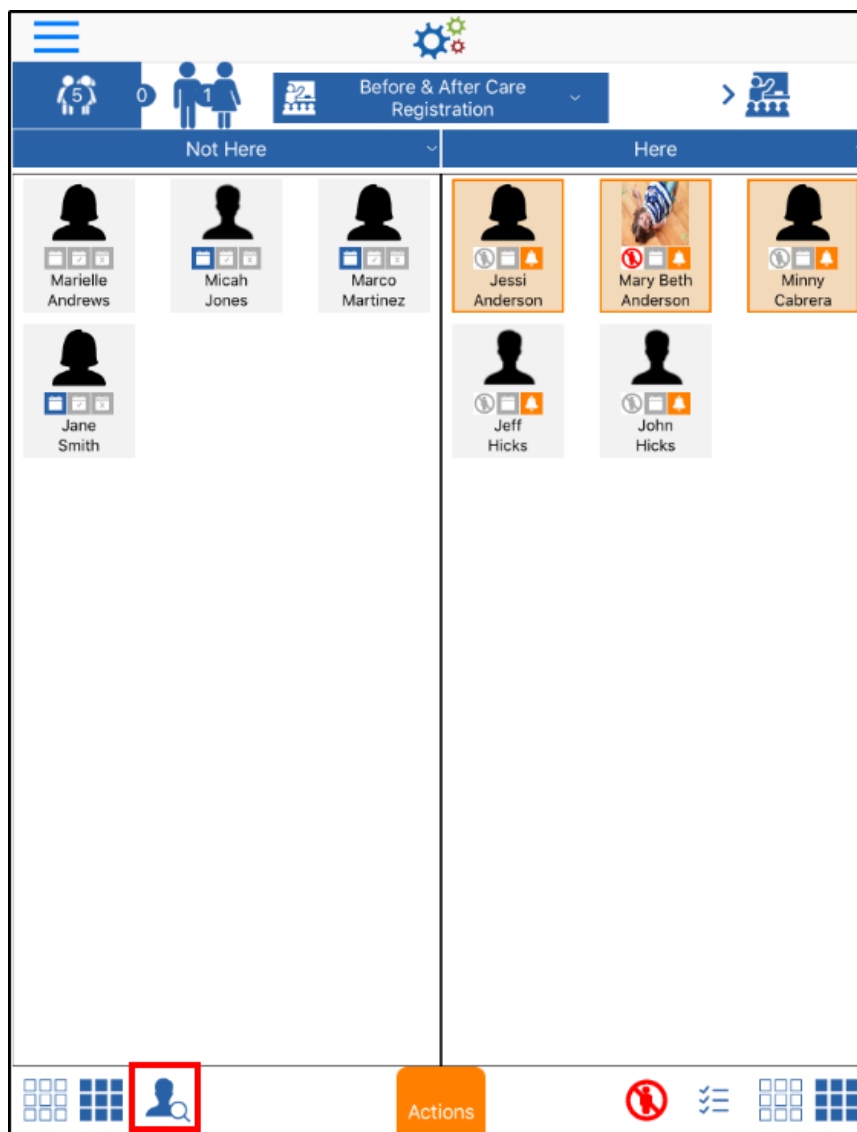 5
0
1
Before & After Care
Registration
Not Here
Here
Marielle
Andrews
Micah
Jones
Marco
Martinez
Jessi
Anderson
Mary Beth
Anderson
Minny
Cabrera
Jane
Smith
Jeff
Hicks
John
Hicks
Actions